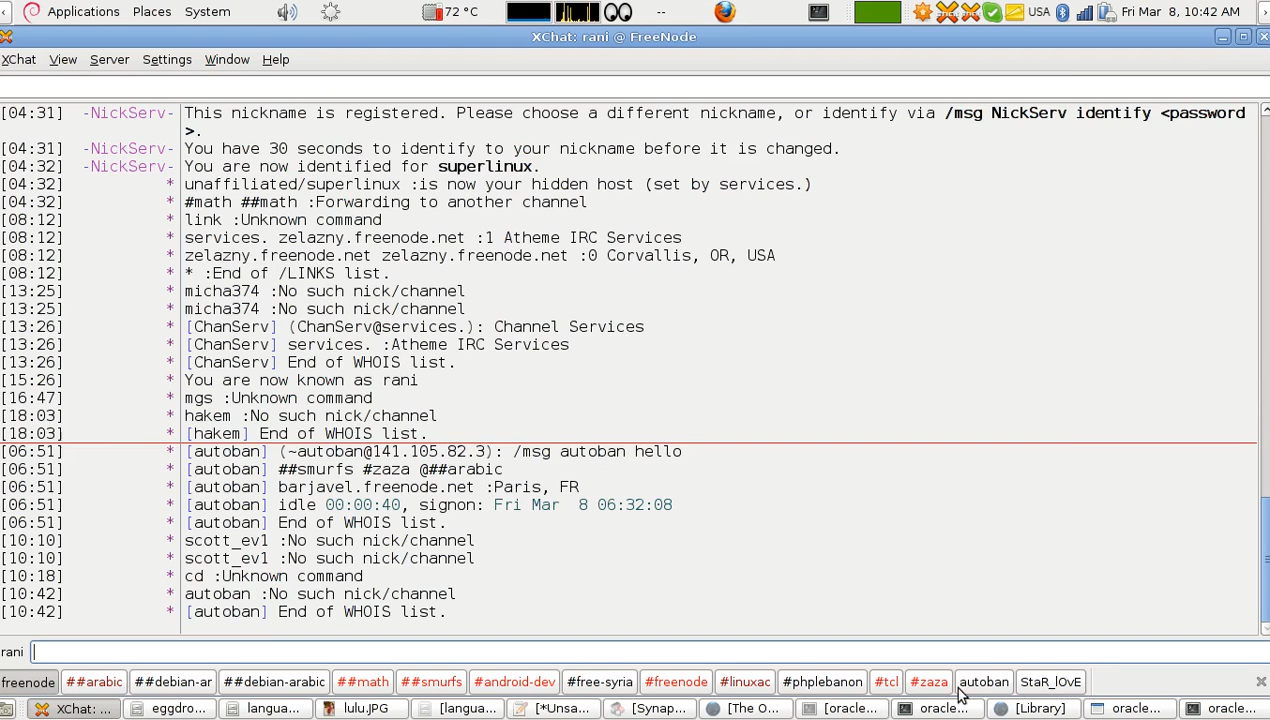 Applications Places System 72 °C -- USA Fri Mar 8, 10:42 AM
XChat: rani @ FreeNode
XChat View Server Settings Window Help
[04:31] -NickServ- This nickname is registered. Please choose a different nickname, or identify via /msg NickServ identify <password
>.
[04:31] -NickServ- You have 30 seconds to identify to your nickname before it is changed.
[04:32] -NickServ- You are now identified for superlinux.
[04:32] * unaffiliated/superlinux :is now your hidden host (set by services.)
[04:32] * #math ##math :Forwarding to another channel
[08:12] * link :Unknown command
[08:12] * services. zelazny.freenode.net :1 Atheme IRC Services
[08:12] * zelazny.freenode.net zelazny.freenode.net :0 Corvallis, OR, USA
[08:12] * * :End of /LINKS list.
[13:25] * micha374 :No such nick/channel
[13:25] * micha374 :No such nick/channel
[13:26] * [ChanServ] (ChanServ@services.): Channel Services
[13:26] * [ChanServ] services. :Atheme IRC Services
[13:26] * [ChanServ] End of WHOIS list.
[15:26] * You are now known as rani
[16:47] * mgs :Unknown command
[18:03] * hakem :No such nick/channel
[18:03] * [hakem] End of WHOIS list.
[06:51] * [autoban] (~autoban@141.105.82.3): /msg autoban hello
[06:51] * [autoban] ##smurfs #zaza @##arabic
[06:51] * [autoban] barjavel.freenode.net :Paris, FR
[06:51] * [autoban] idle 00:00:40, signon: Fri Mar  8 06:32:08
[06:51] * [autoban] End of WHOIS list.
[10:10] * scott_ev1 :No such nick/channel
[10:10] * scott_ev1 :No such nick/channel
[10:18] * cd :Unknown command
[10:42] * autoban :No such nick/channel
[10:42] * [autoban] End of WHOIS list.
rani
freenode ##arabic ##debian-ar ##debian-arabic ##math ##smurfs #android-dev #free-syria #freenode #linuxac #phplebanon #tcl #zaza autoban StaR_lOvE
XChat: ... eggdro... langua... lulu.JPG [langua... [*Unsa... [Synap... [The O... [oracle... oracle... [Library] oracle... oracle...